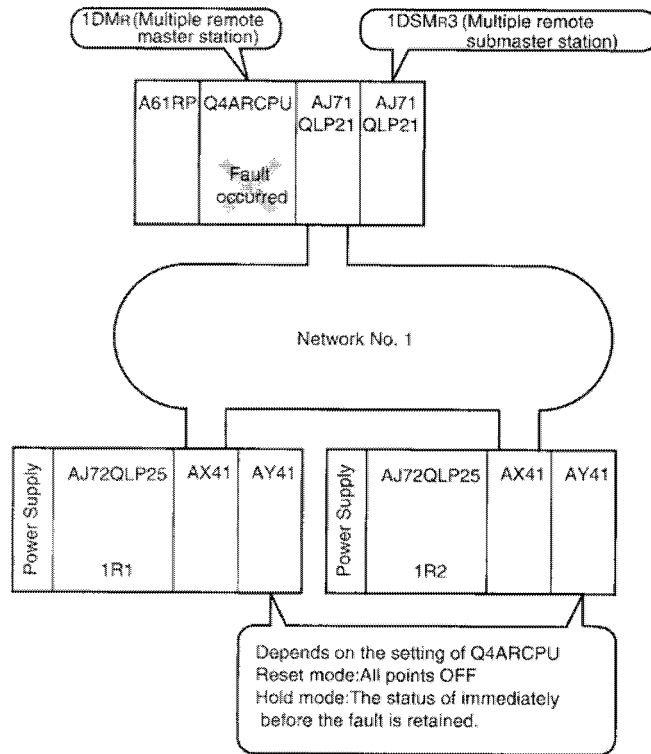 1DMR (Multiple remote
master station)
1DSMR3 (Multiple remote
submaster station)
A61RP
Q4ARCPU
AJ71
QLP21
AJ71
QLP21
Fault
occurred
Network No. 1
Power Supply
AJ72QLP25
AX41
AY41
1R1
Power Supply
AJ72QLP25
AX41
AY41
1R2
Depends on the setting of Q4ARCPU
Reset mode:All points OFF
Hold mode:The status of immediately
before the fault is retained.